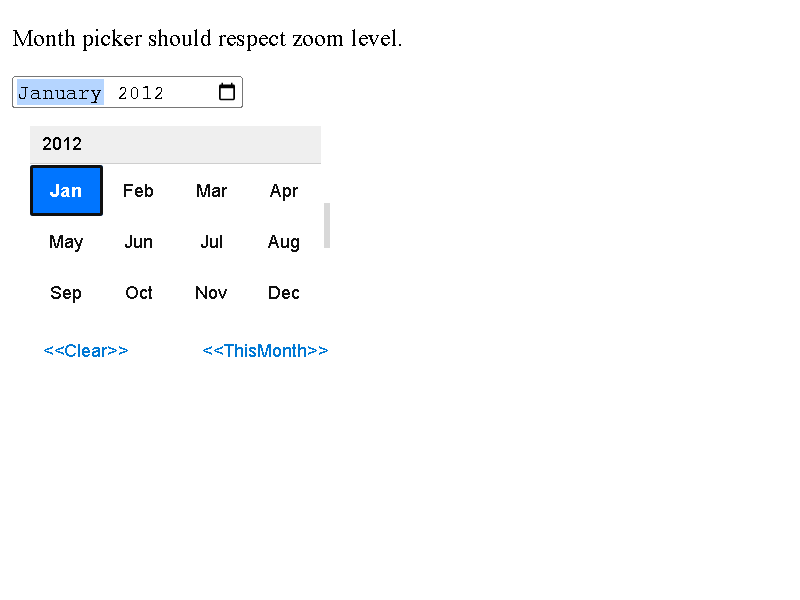 Month picker should respect zoom level.
January 2012
2012
Jan Feb Mar Apr
May Jun Jul Aug
Sep Oct Nov Dec
<<Clear>> <<ThisMonth>>